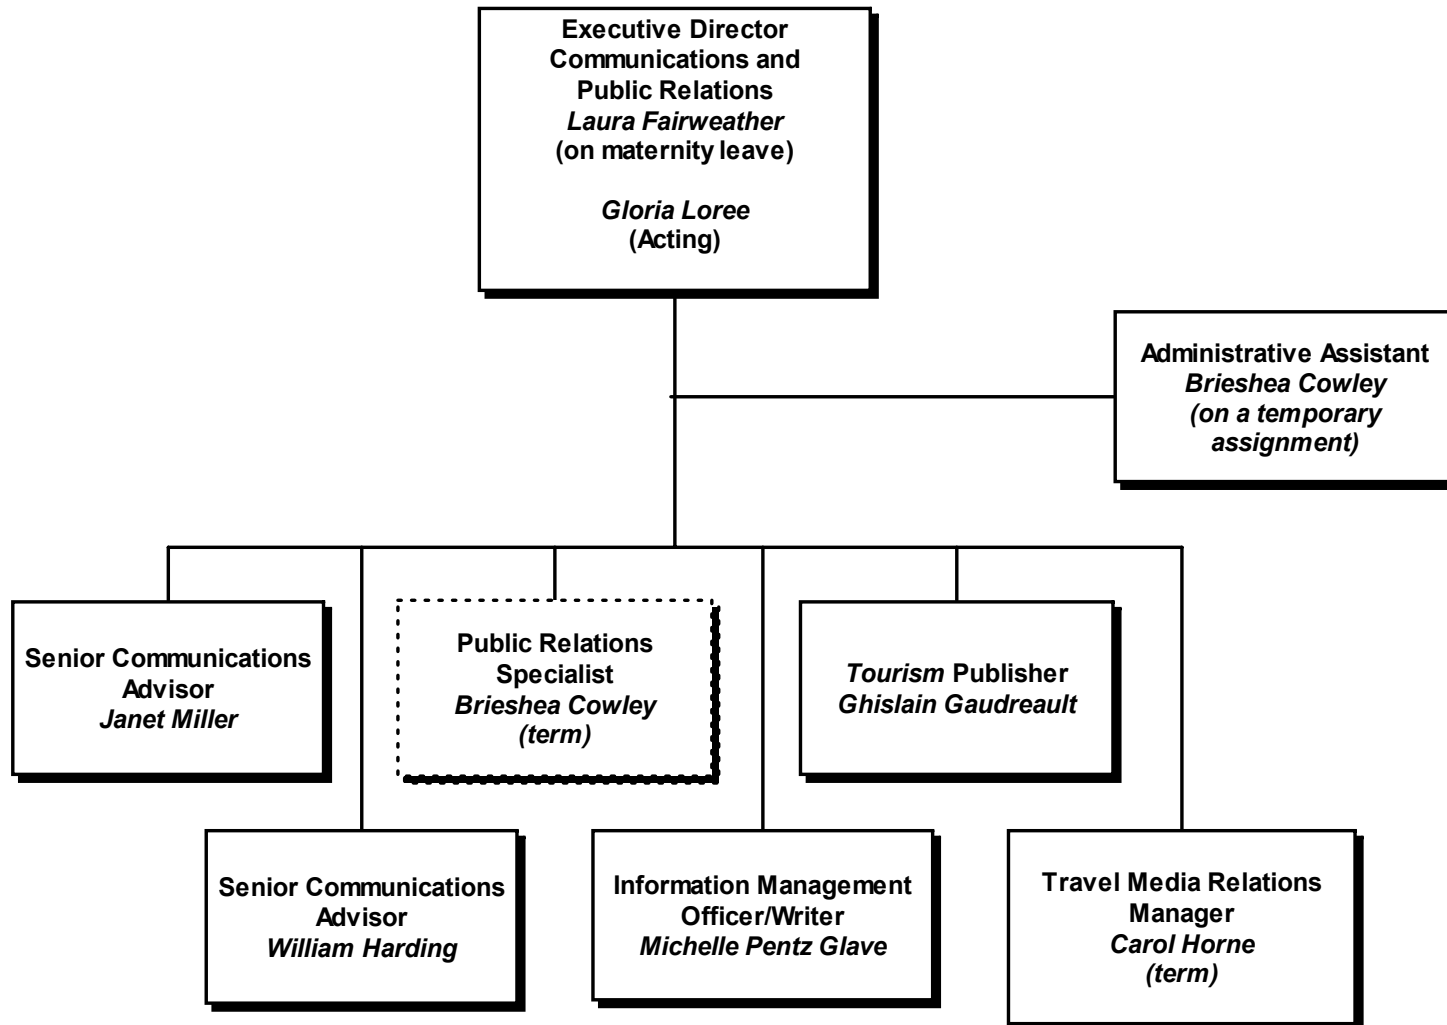 Executive Director
Communications and
Public Relations
Laura Fairweather
(on maternity leave)
Gloria Loree
(Acting)
Administrative Assistant
Brieshea Cowley
(on a temporary
assignment)
Senior Communications
Advisor
Janet Miller
Public Relations
Specialist
Brieshea Cowley
(term)
Tourism Publisher
Ghislain Gaudreault
Senior Communications
Advisor
William Harding
Information Management
Officer/Writer
Michelle Pentz Glave
Travel Media Relations
Manager
Carol Horne
(term)